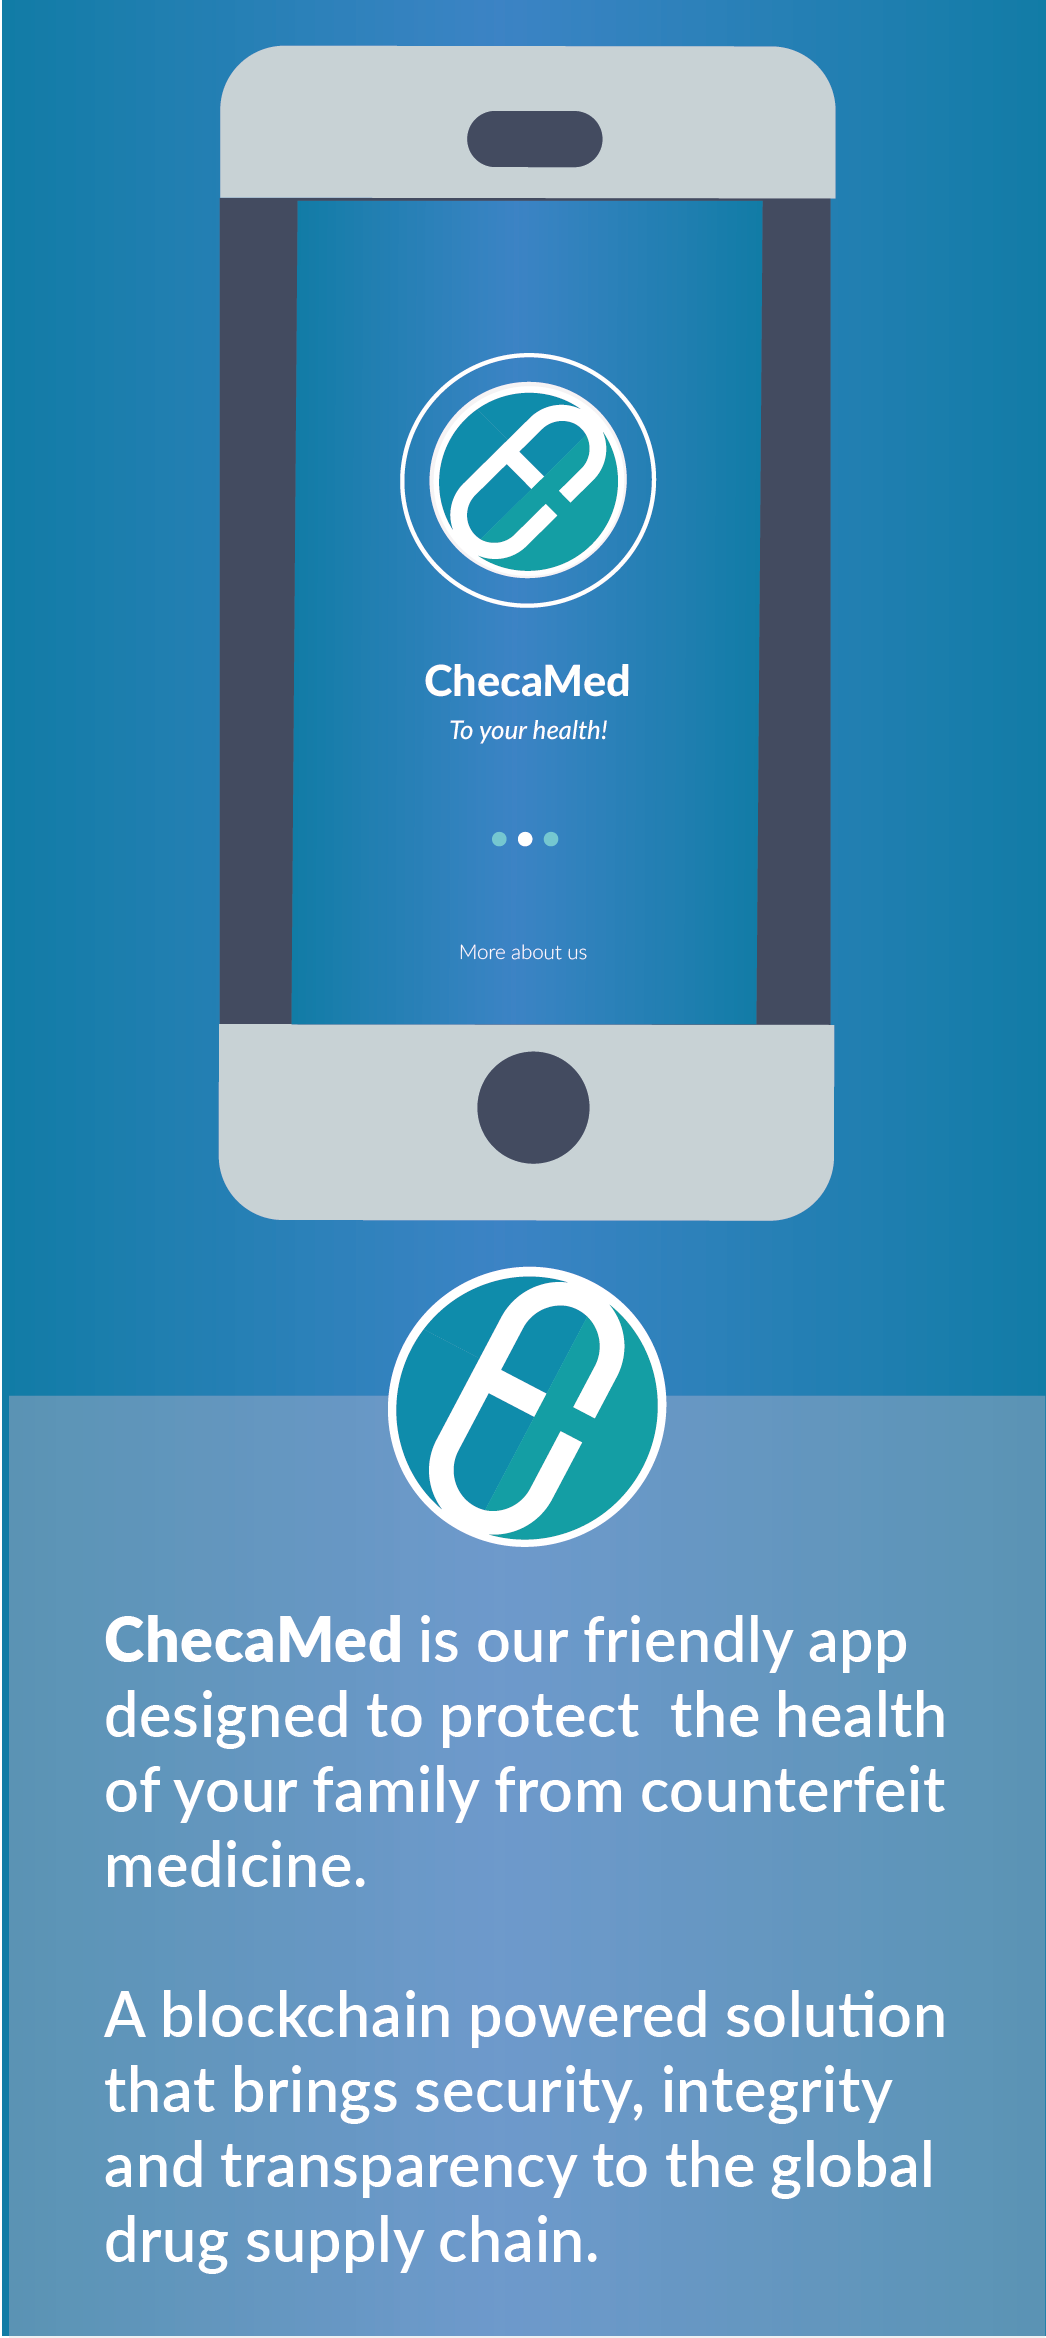 ChecaMed
To your health!
More about us
ChecaMed is our friendly app
designed to protect  the health
of your family from counterfeit
medicine.
A blockchain powered solution
that brings security, integrity
and transparency to the global
drug supply chain.